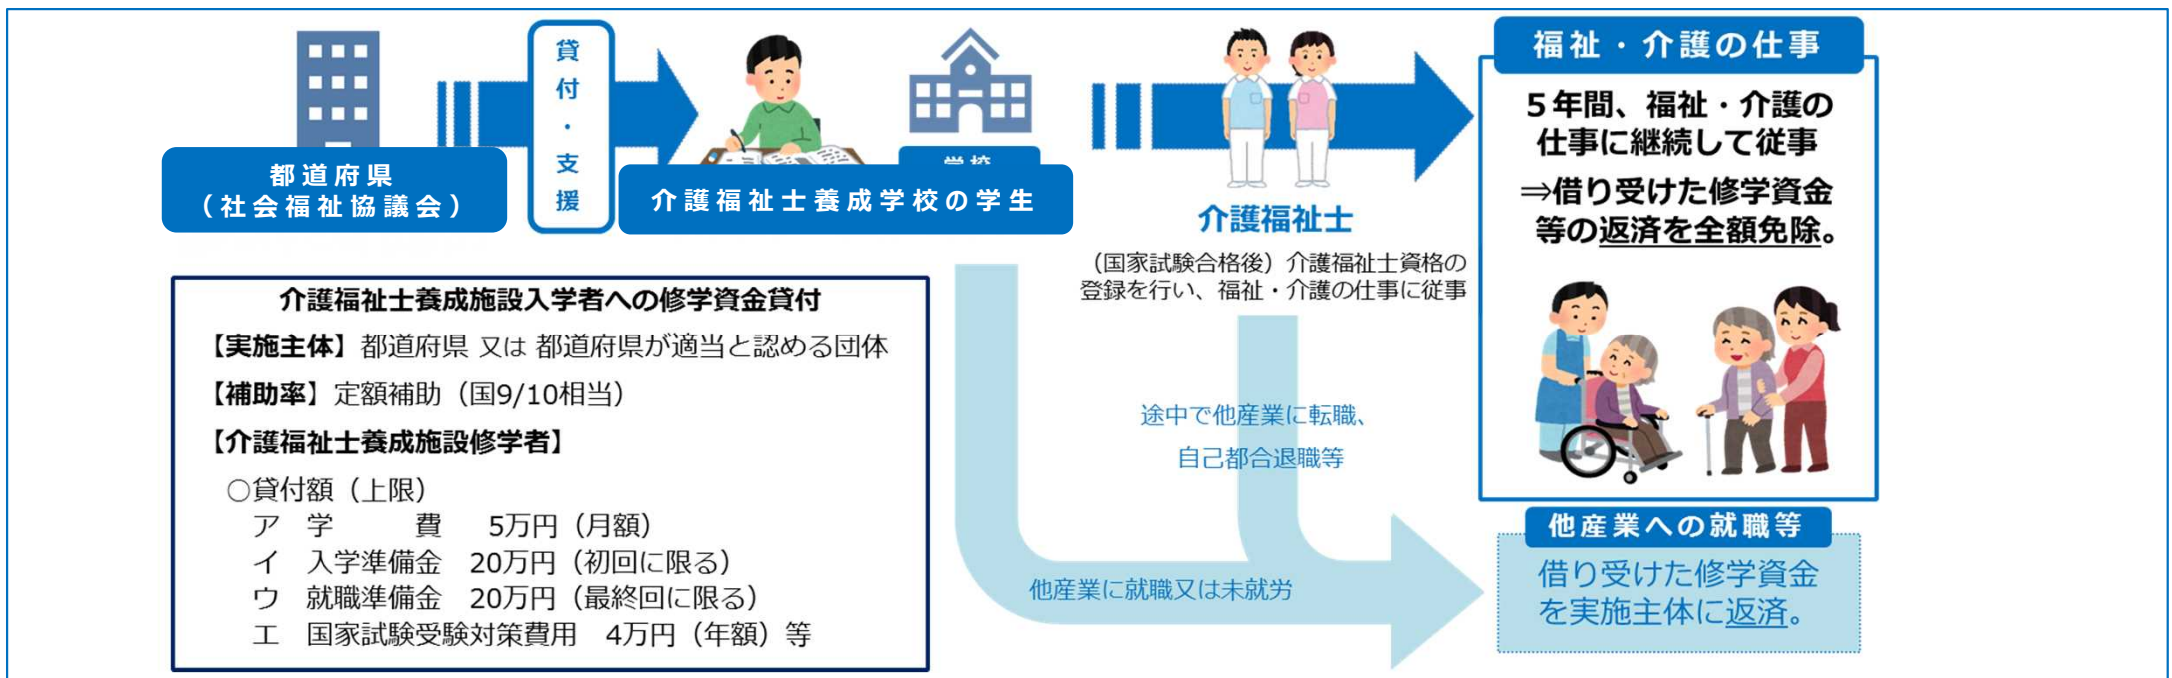 都道府県
（社会福祉協議会）
貸付・支援
学校
介護福祉士養成学校の学生
介護福祉士
（国家試験合格後）介護福祉士資格の
登録を行い、福祉・介護の仕事に従事
福祉・介護の仕事
５年間、福祉・介護の
仕事に継続して従事
⇒借り受けた修学資金
等の返済を全額免除。
介護福祉士養成施設入学者への修学資金貸付
【実施主体】都道府県 又は 都道府県が適当と認める団体
【補助率】定額補助（国9/10相当）
【介護福祉士養成施設修学者】
○貸付額（上限）
ア　学　　　費　　5万円（月額）
イ　入学準備金　20万円（初回に限る）
ウ　就職準備金　20万円（最終回に限る）
エ　国家試験受験対策費用　4万円（年額）等
途中で他産業に転職、
自己都合退職等
他産業に就職又は未就労
他産業への就職等
借り受けた修学資金
を実施主体に返済。